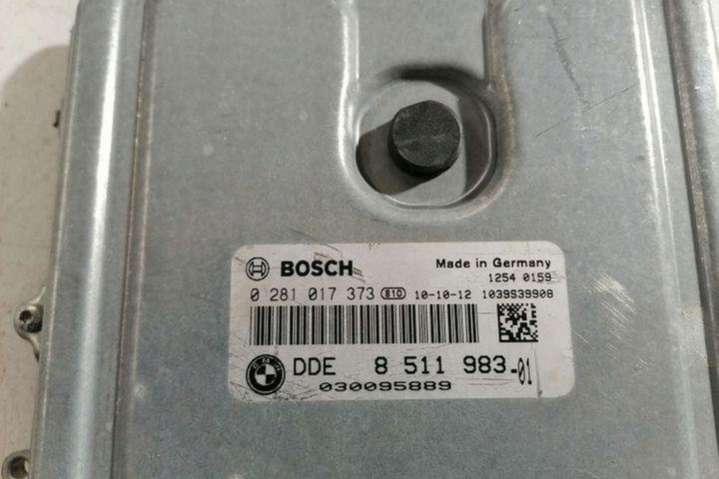 BOSCH
Made in Germany
1254 0159
0 281 017 373 10-10-12 1039S39908
DDE 8 511 983-01
030095889